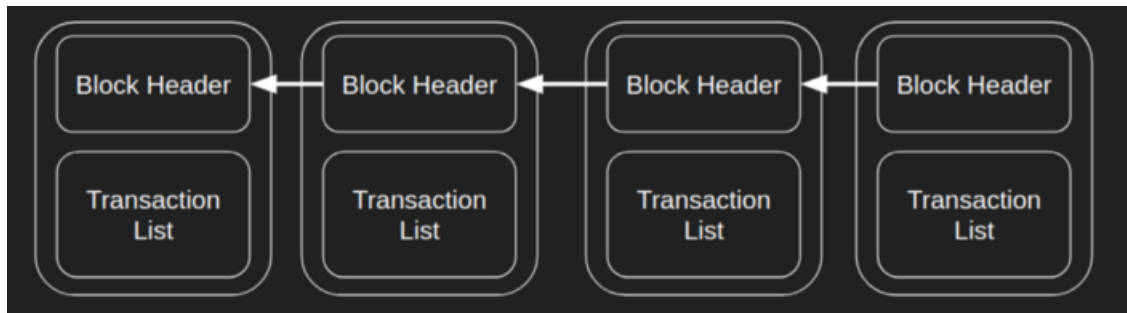 Block Header
Block Header
Block Header
Block Header
Transaction
List
Transaction
List
Transaction
List
Transaction
List